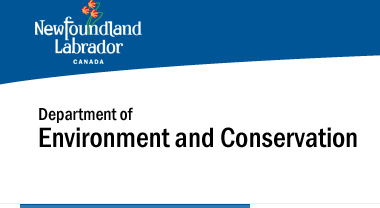 Newfoundland
Labrador
CANADA
Department of
Environment and Conservation